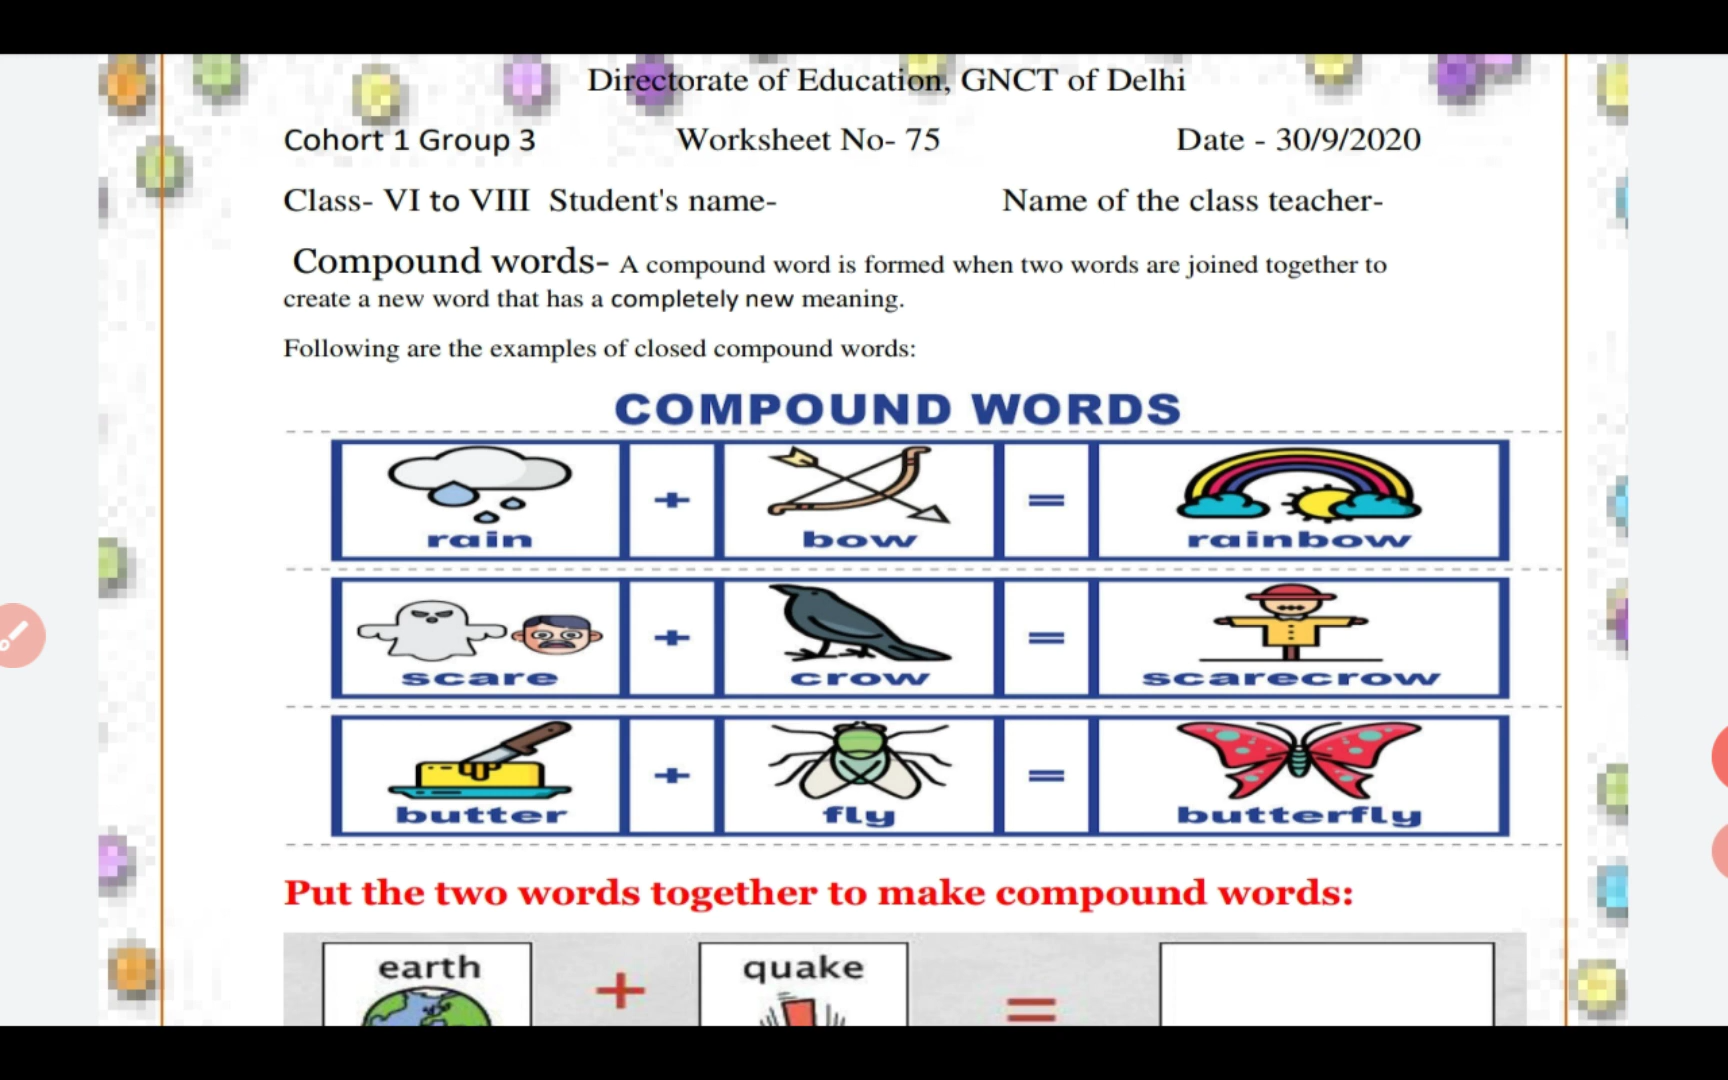 Directorate of Education, GNCT of Delhi
Cohort 1 Group 3 Worksheet No- 75 Date - 30/9/2020
Class- VI to VIII Student's name- Name of the class teacher-
Compound words- A compound word is formed when two words are joined together to
create a new word that has a completely new meaning.
Following are the examples of closed compound words:
COMPOUND WORDS
+ =
rain bow rainbow
+ =
scare crow scarecrow
+ =
butter fly butterfly
Put the two words together to make compound words:
earth + quake =